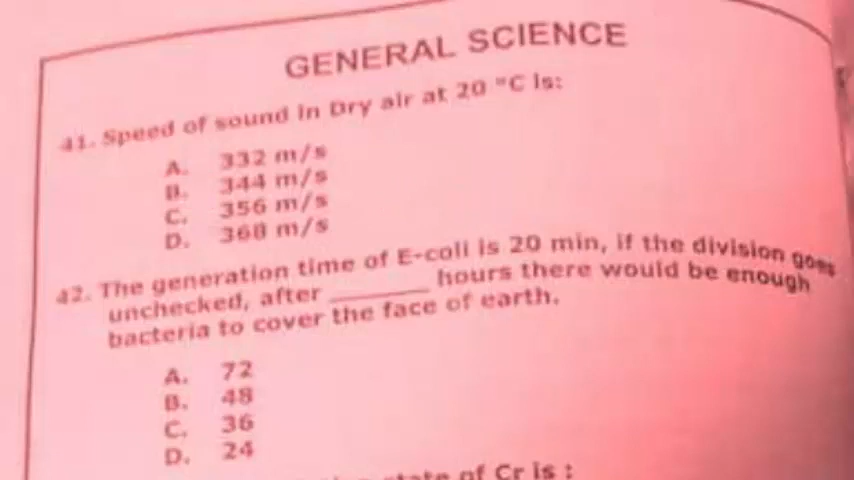 GENERAL SCIENCE
41. Speed of sound in Dry air at 20 °C is:
A. 332 m/s
B. 344 m/s
C. 356 m/s
D. 368 m/s
42. The generation time of E-coli is 20 min, if the division goes
unchecked, after ________ hours there would be enough
bacteria to cover the face of earth.
A. 72
B. 48
C. 36
D. 24
state of Cr is :